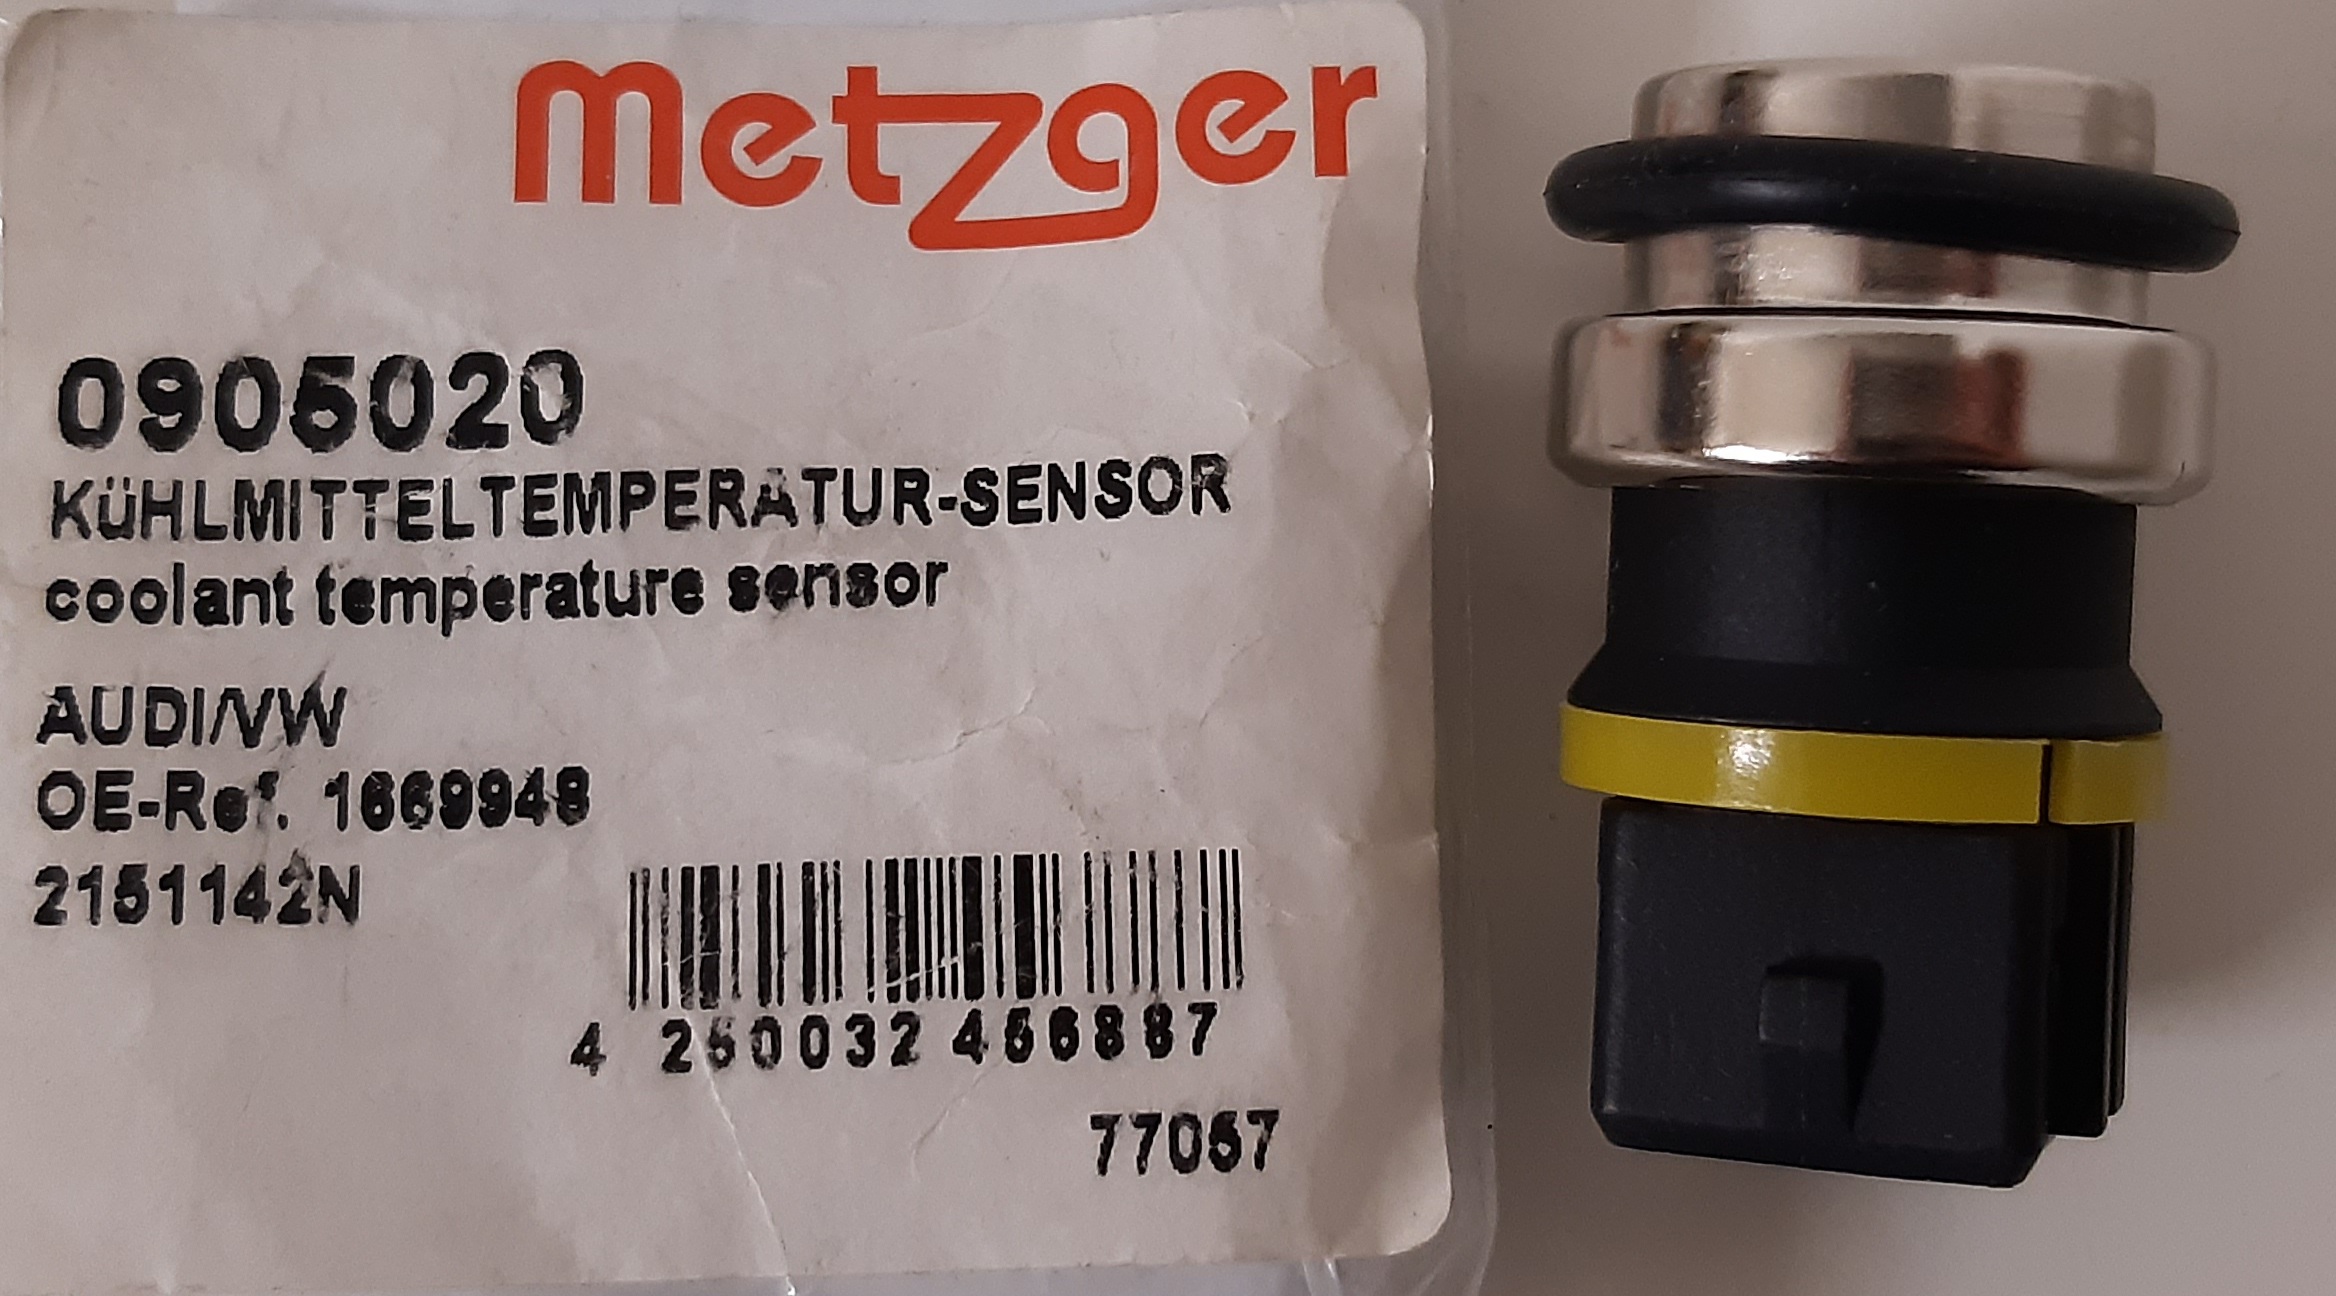 metzger
0905020
KÜHLMITTELTEMPERATUR-SENSOR
coolant temperature sensor
AUDI/VW
OE-Ref. 1669948
2151142N
4 250032 456887
77057